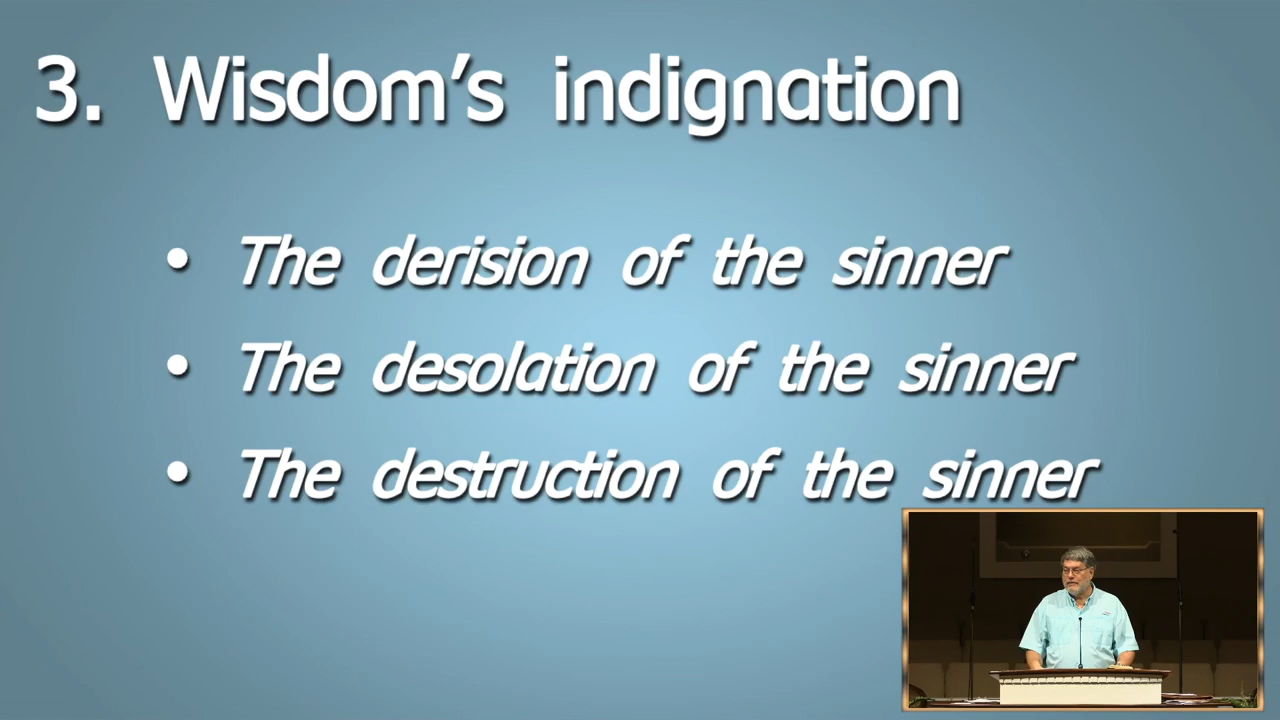 3. Wisdom’s indignation
• The derision of the sinner
• The desolation of the sinner
• The destruction of the sinner